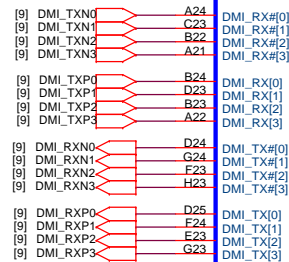 [9] DMI_TXN0 A24 DMI_RX#[0]
[9] DMI_TXN1 C23 DMI_RX#[1]
[9] DMI_TXN2 B22 DMI_RX#[2]
[9] DMI_TXN3 A21 DMI_RX#[3]
[9] DMI_TXP0 B24 DMI_RX[0]
[9] DMI_TXP1 D23 DMI_RX[1]
[9] DMI_TXP2 B23 DMI_RX[2]
[9] DMI_TXP3 A22 DMI_RX[3]
[9] DMI_RXN0 D24 DMI_TX#[0]
[9] DMI_RXN1 G24 DMI_TX#[1]
[9] DMI_RXN2 F23 DMI_TX#[2]
[9] DMI_RXN3 H23 DMI_TX#[3]
[9] DMI_RXP0 D25 DMI_TX[0]
[9] DMI_RXP1 F24 DMI_TX[1]
[9] DMI_RXP2 E23 DMI_TX[2]
[9] DMI_RXP3 G23 DMI_TX[3]